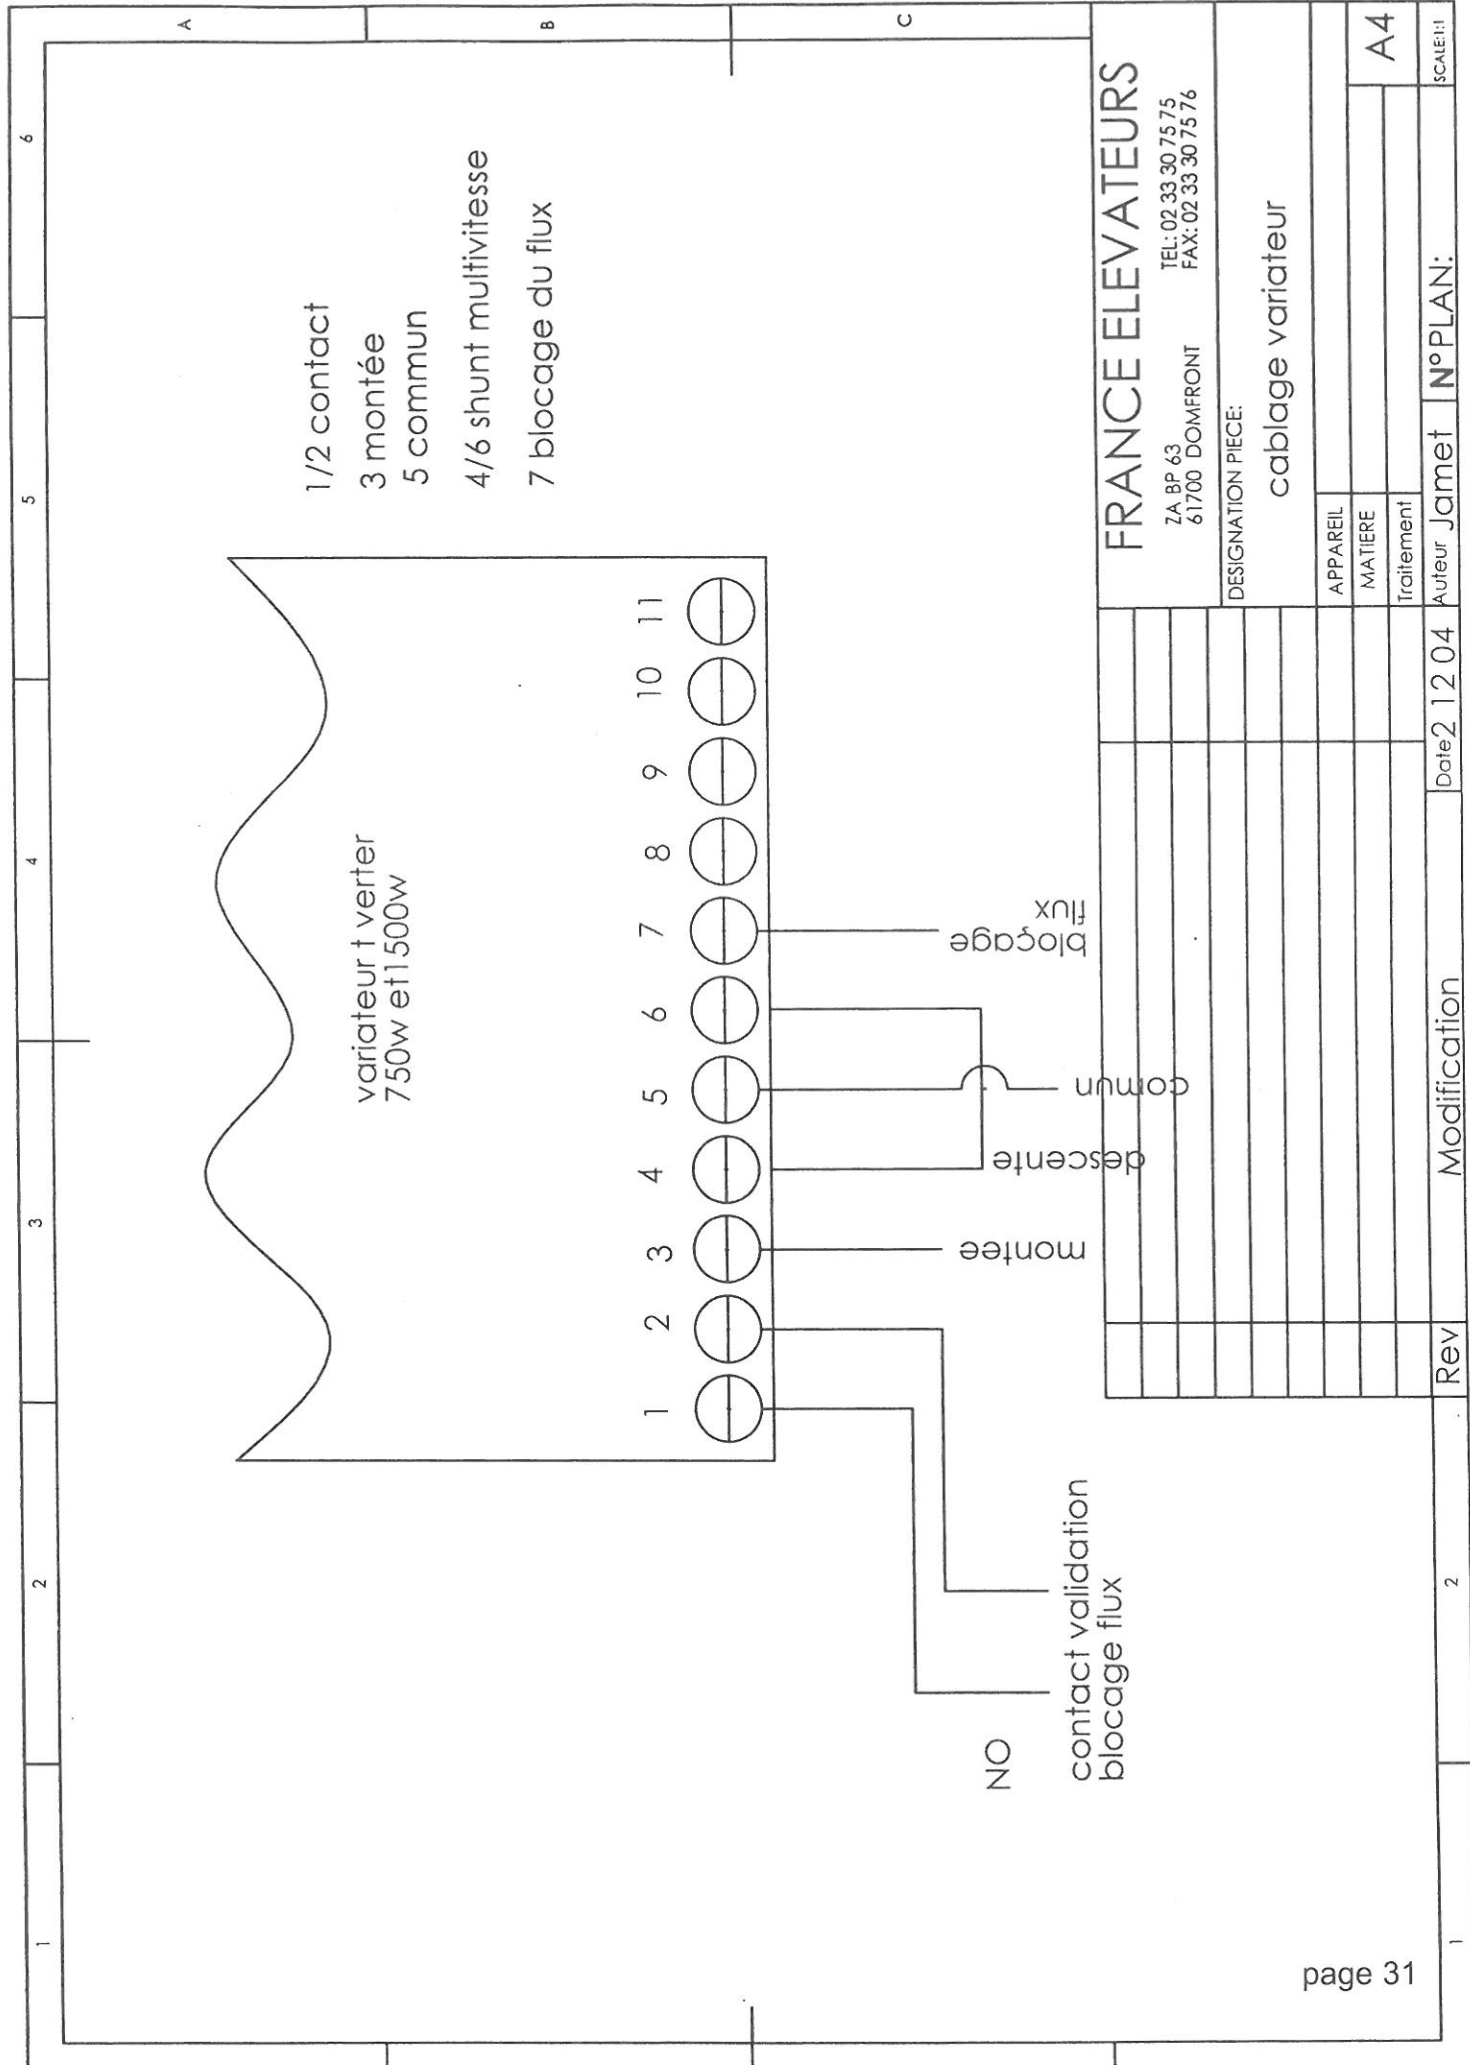 6
5
4
3
2
1
A
B
C
1/2 contact
3 montée
5 commun
4/6 shunt multivitesse
7 blocage du flux
variateur t verter
750w et1500w
1 2 3 4 5 6 7 8 9 10 11
montee
descente
comun
bloçage
flux
NO
contact validation
blocage flux
FRANCE ELEVATEURS
ZA BP 63
61700 DOMFRONT
TEL: 02 33 30 75 75
FAX: 02 33 30 75 76
DESIGNATION PIECE:
cablage variateur
APPAREIL
MATIERE
Traitement
A4
Rev
Modification
Date2 12 04
Auteur Jamet
N°PLAN:
SCALE:1:1
2
1
page 31